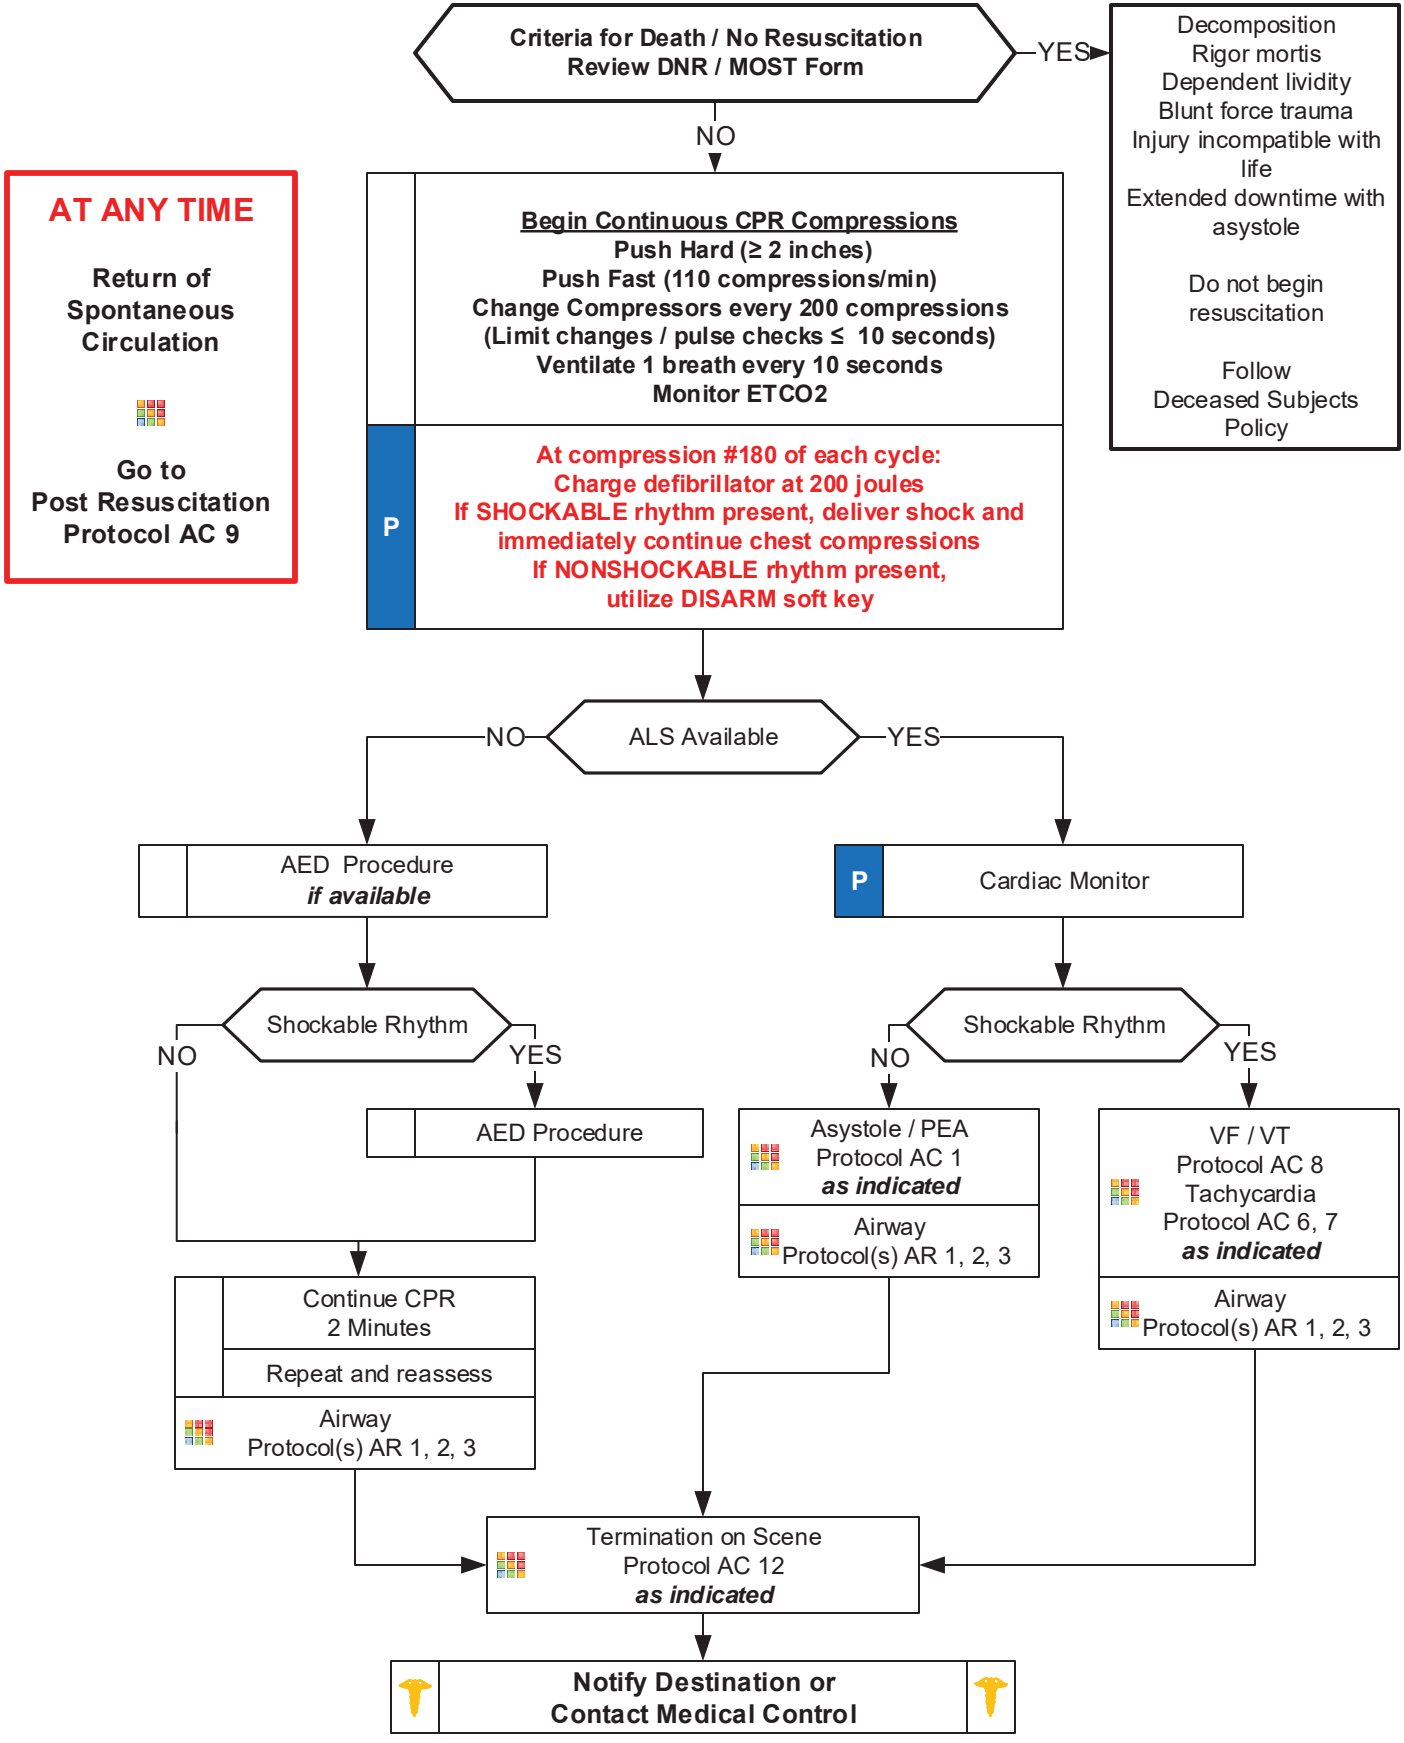 Criteria for Death / No Resuscitation
Review DNR / MOST Form
YES
Decomposition
Rigor mortis
Dependent lividity
Blunt force trauma
Injury incompatible with
life
Extended downtime with
asystole
Do not begin
resuscitation
Follow
Deceased Subjects
Policy
NO
AT ANY TIME
Return of
Spontaneous
Circulation
Go to
Post Resuscitation
Protocol AC 9
Begin Continuous CPR Compressions
Push Hard (≥ 2 inches)
Push Fast (110 compressions/min)
Change Compressors every 200 compressions
(Limit changes / pulse checks ≤ 10 seconds)
Ventilate 1 breath every 10 seconds
Monitor ETCO2
P
At compression #180 of each cycle:
Charge defibrillator at 200 joules
If SHOCKABLE rhythm present, deliver shock and
immediately continue chest compressions
If NONSHOCKABLE rhythm present,
utilize DISARM soft key
NO
ALS Available
YES
AED Procedure
if available
P
Cardiac Monitor
Shockable Rhythm
NO
YES
AED Procedure
Shockable Rhythm
NO
YES
Asystole / PEA
Protocol AC 1
as indicated
Airway
Protocol(s) AR 1, 2, 3
VF / VT
Protocol AC 8
Tachycardia
Protocol AC 6, 7
as indicated
Airway
Protocol(s) AR 1, 2, 3
Continue CPR
2 Minutes
Repeat and reassess
Airway
Protocol(s) AR 1, 2, 3
Termination on Scene
Protocol AC 12
as indicated
Notify Destination or
Contact Medical Control